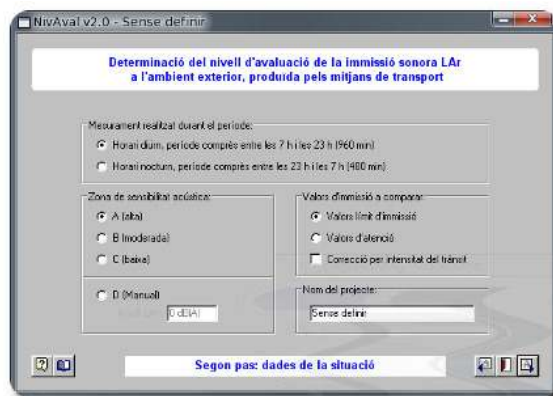 NivAval v2.0 - Sense definir
Determinació del nivell d'avaluació de la immissió sonora LAr
a l'ambient exterior, produïda pels mitjans de transport
Mesurament realitzat durant el període:
Horari diürn, període comprès entre les 7 h i les 23 h (960 min)
Horari nocturn, període comprès entre les 23 h i les 7 h (480 min)
Zona de sensibilitat acústica:
A (alta)
B (moderada)
C (baixa)
D (Manual)
0 dB(A)
Valors d'immissió a comparar:
Valors límit d'immissió
Valors d'atenció
Correcció per intensitat del trànsit
Nom del projecte:
Sense definir
Segon pas: dades de la situació